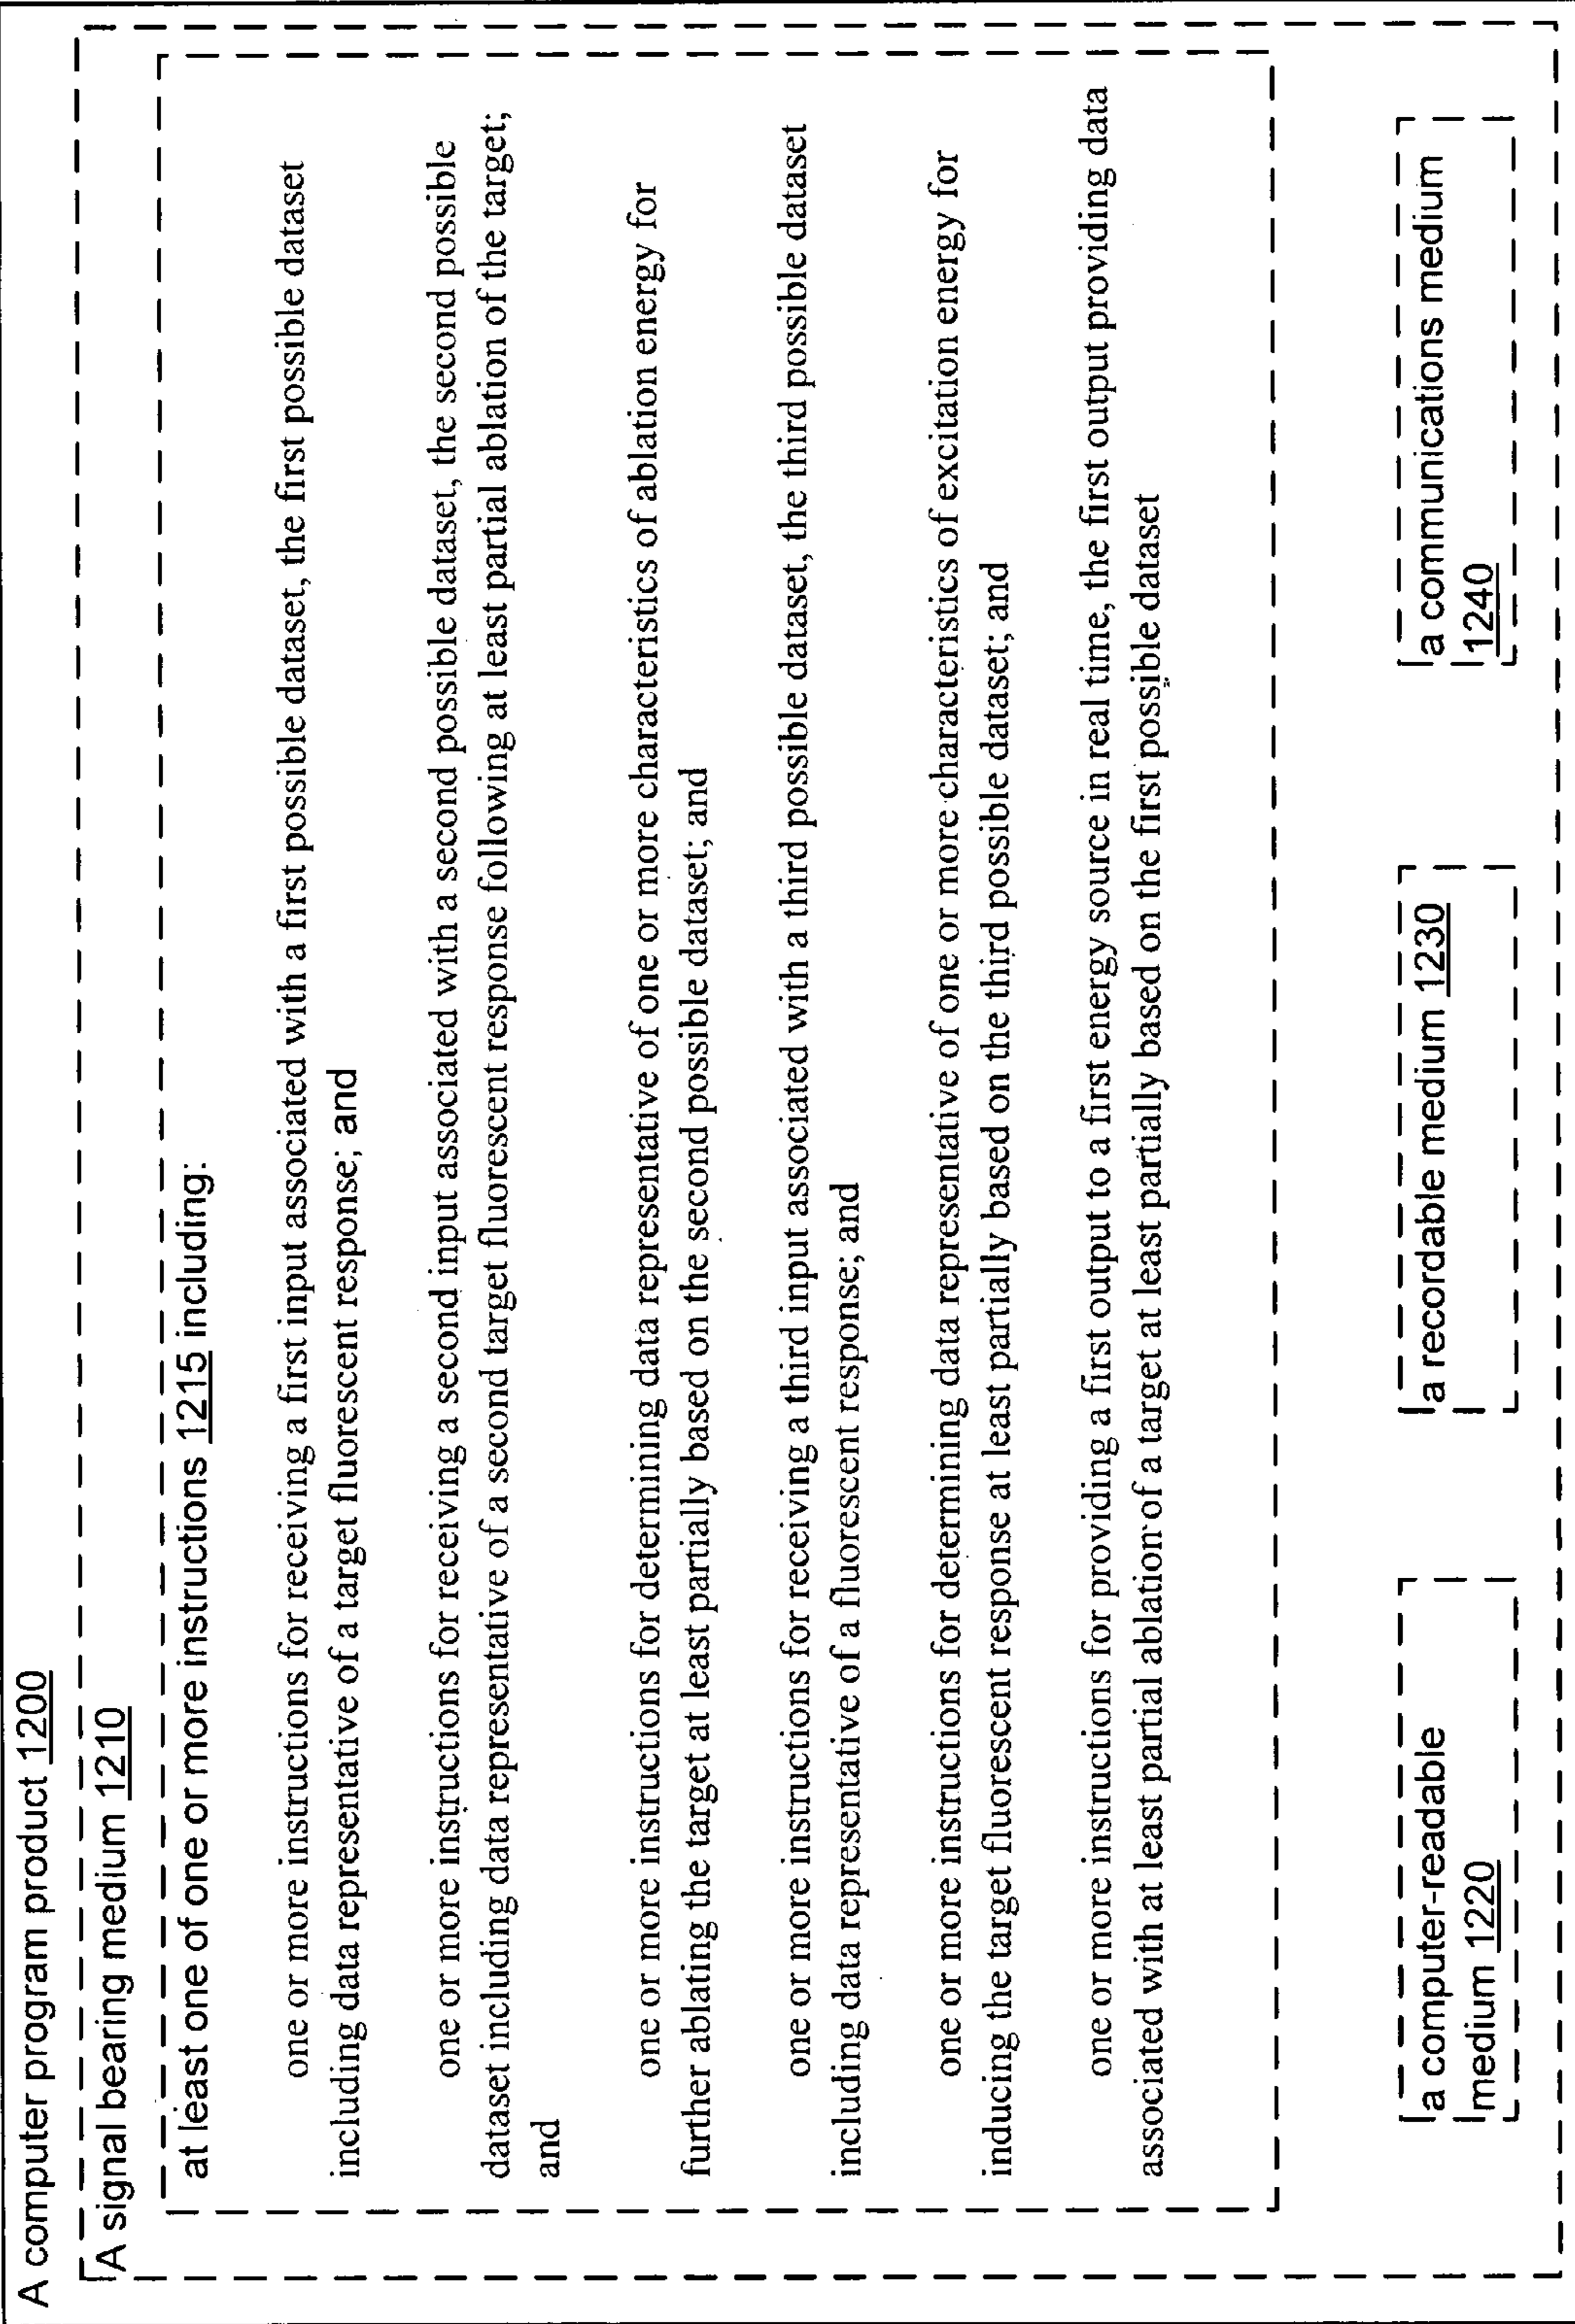 A computer program product 1200
A signal bearing medium 1210
at least one of one or more instructions 1215 including:
one or more instructions for receiving a first input associated with a first possible dataset, the first possible dataset
including data representative of a target fluorescent response; and
one or more instructions for receiving a second input associated with a second possible dataset, the second possible
dataset including data representative of a second target fluorescent response following at least partial ablation of the target;
and
one or more instructions for determining data representative of one or more characteristics of ablation energy for
further ablating the target at least partially based on the second possible dataset; and
one or more instructions for receiving a third input associated with a third possible dataset, the third possible dataset
including data representative of a fluorescent response; and
one or more instructions for determining data representative of one or more characteristics of excitation energy for
inducing the target fluorescent response at least partially based on the third possible dataset; and
one or more instructions for providing a first output to a first energy source in real time, the first output providing data
associated with at least partial ablation of a target at least partially based on the first possible dataset
a computer-readable
medium 1220
a recordable medium 1230
a communications medium
1240